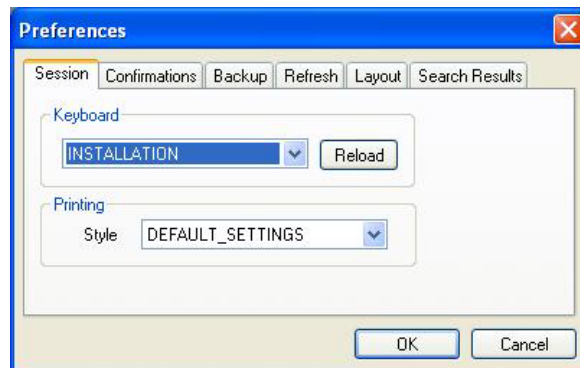 Preferences
Session Confirmations Backup Refresh Layout Search Results
Keyboard
INSTALLATION Reload
Printing
Style DEFAULT_SETTINGS
OK Cancel